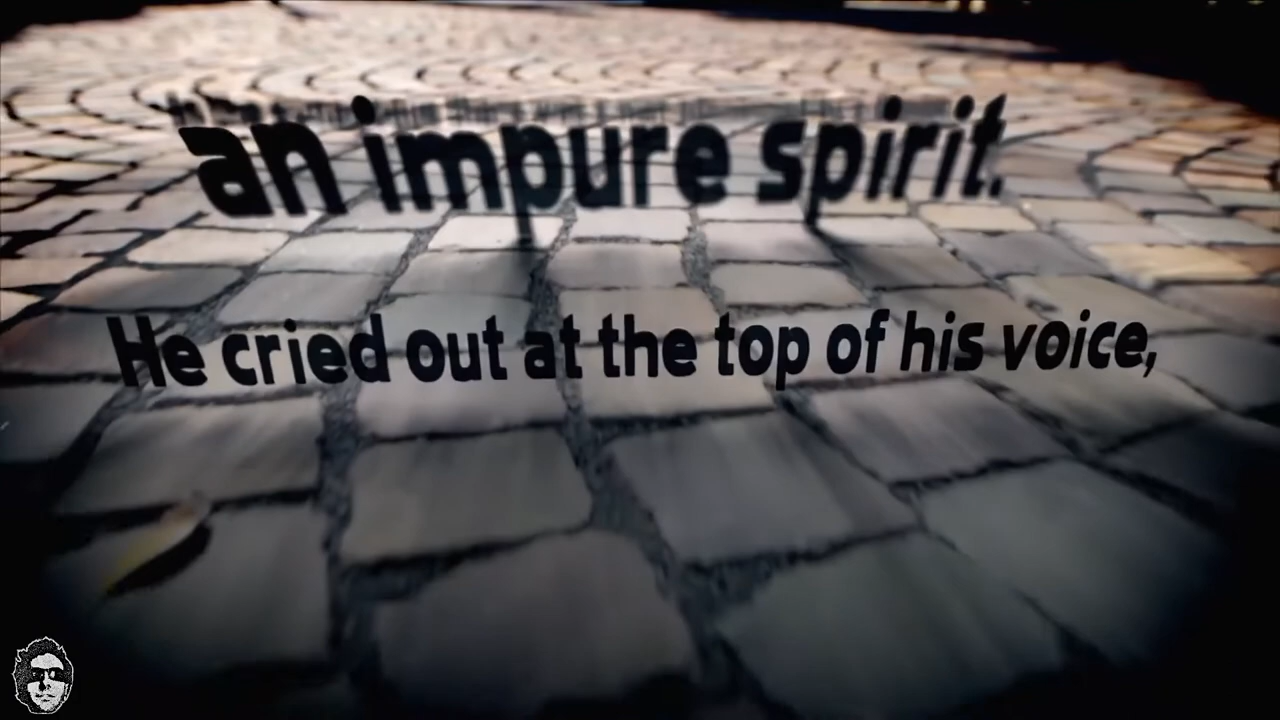 an impure spirit.
He cried out at the top of his voice,